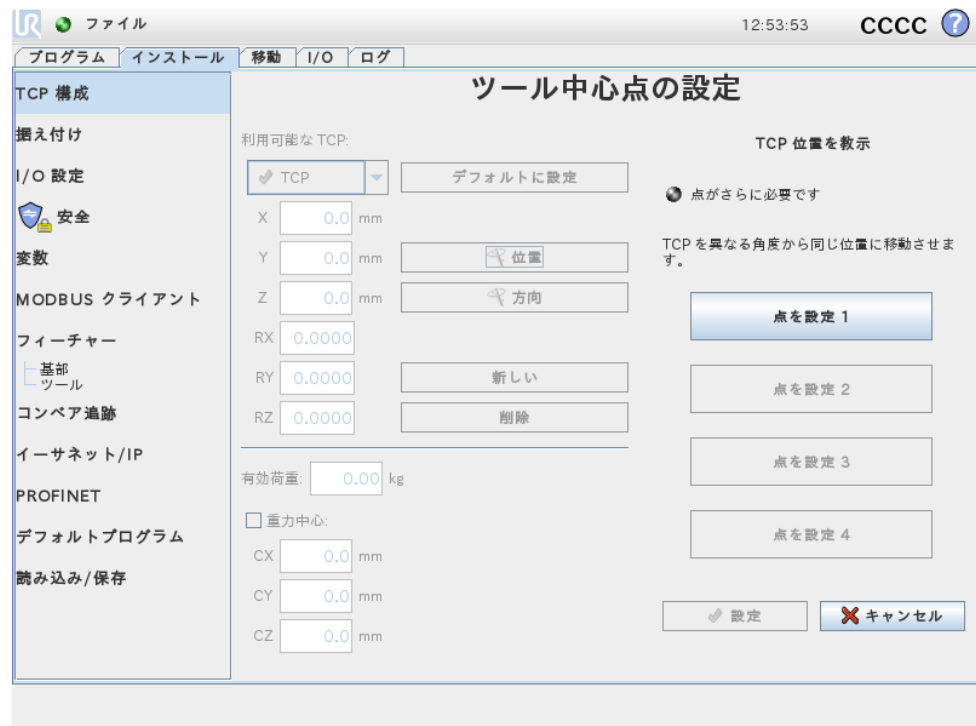 UR ファイル 12:53:53 CCCC ?
プログラム インストール 移動 I/O ログ
TCP 構成
据え付け
I/O 設定
安全
変数
MODBUS クライアント
フィーチャー
基部
ツール
コンベア追跡
イーサネット/IP
PROFINET
デフォルトプログラム
読み込み/保存
ツール中心点の設定
利用可能な TCP:
TCP デフォルトに設定
X 0.0 mm
Y 0.0 mm 位置
Z 0.0 mm 方向
RX 0.0000
RY 0.0000 新しい
RZ 0.0000 削除
有効荷重: 0.00 kg
重力中心:
CX 0.0 mm
CY 0.0 mm
CZ 0.0 mm
TCP 位置を教示
点がさらに必要です
TCP を異なる角度から同じ位置に移動させま
す。
点を設定 1
点を設定 2
点を設定 3
点を設定 4
設定 キャンセル